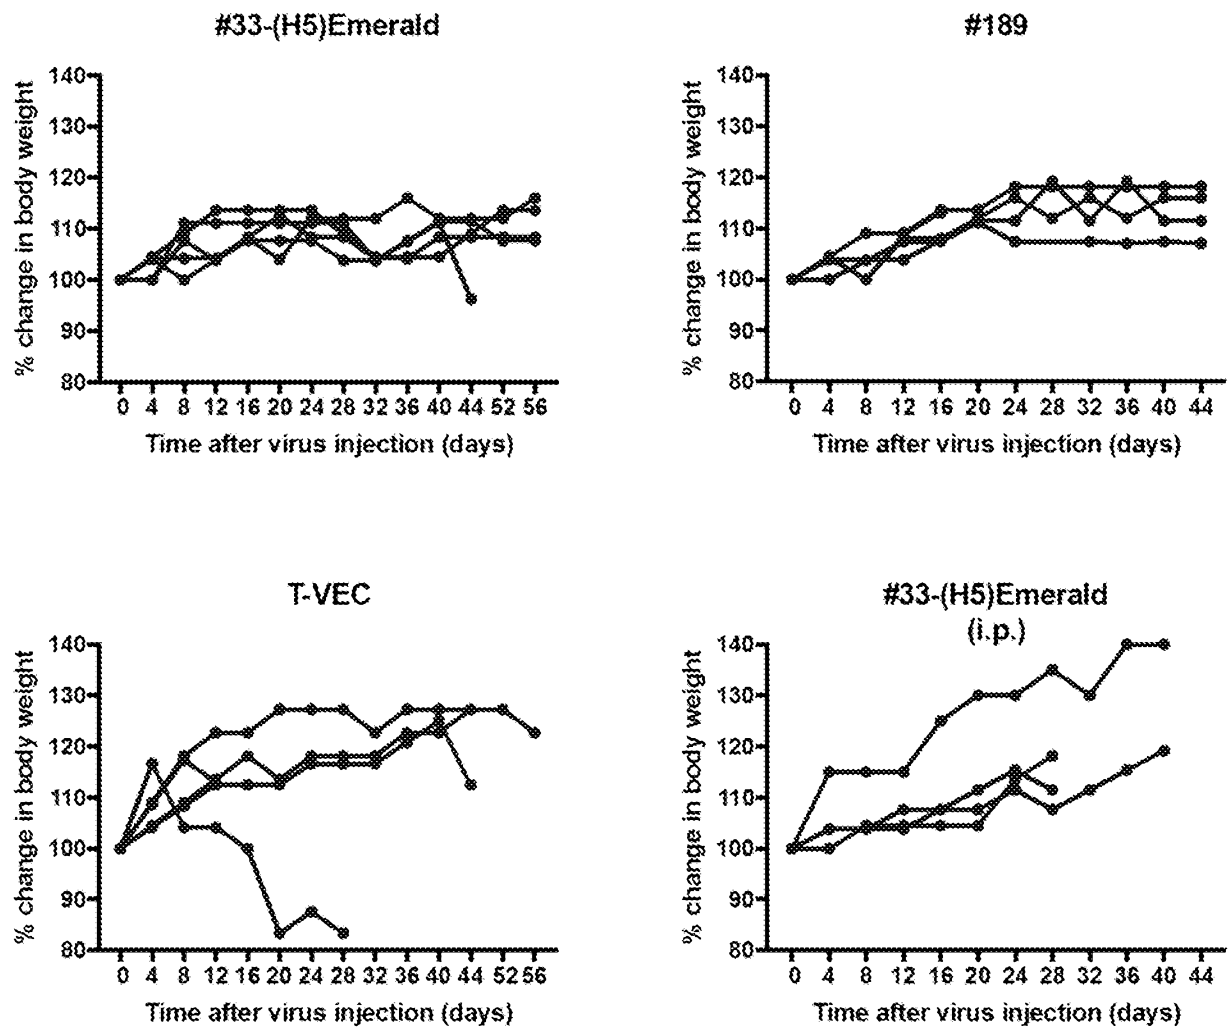 #33-(H5)Emerald
% change in body weight
140
130
120
110
100
90
80
0 4 8 12 16 20 24 28 32 36 40 44 52 56
Time after virus injection (days)
#189
% change in body weight
140
130
120
110
100
90
80
0 4 8 12 16 20 24 28 32 36 40 44
Time after virus injection (days)
T-VEC
% change in body weight
140
130
120
110
100
90
80
0 4 8 12 16 20 24 28 32 36 40 44 52 56
Time after virus injection (days)
#33-(H5)Emerald
(i.p.)
% change in body weight
140
130
120
110
100
90
80
0 4 8 12 16 20 24 28 32 36 40 44
Time after virus injection (days)